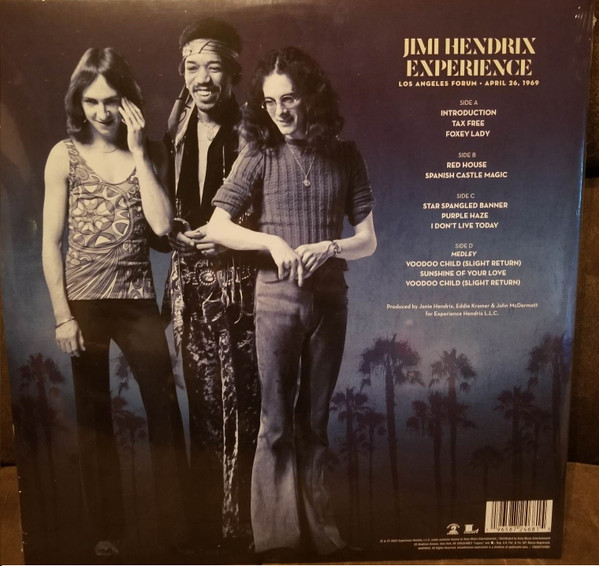 JIMI HENDRIX
EXPERIENCE
LOS ANGELES FORUM • APRIL 26, 1969
SIDE A
INTRODUCTION
TAX FREE
FOXEY LADY
SIDE B
RED HOUSE
SPANISH CASTLE MAGIC
SIDE C
STAR SPANGLED BANNER
PURPLE HAZE
I DON'T LIVE TODAY
SIDE D
MEDLEY
VOODOO CHILD (SLIGHT RETURN)
SUNSHINE OF YOUR LOVE
VOODOO CHILD (SLIGHT RETURN)
Produced by Janie Hendrix, Eddie Kramer & John McDermott
for Experience Hendrix L.L.C.